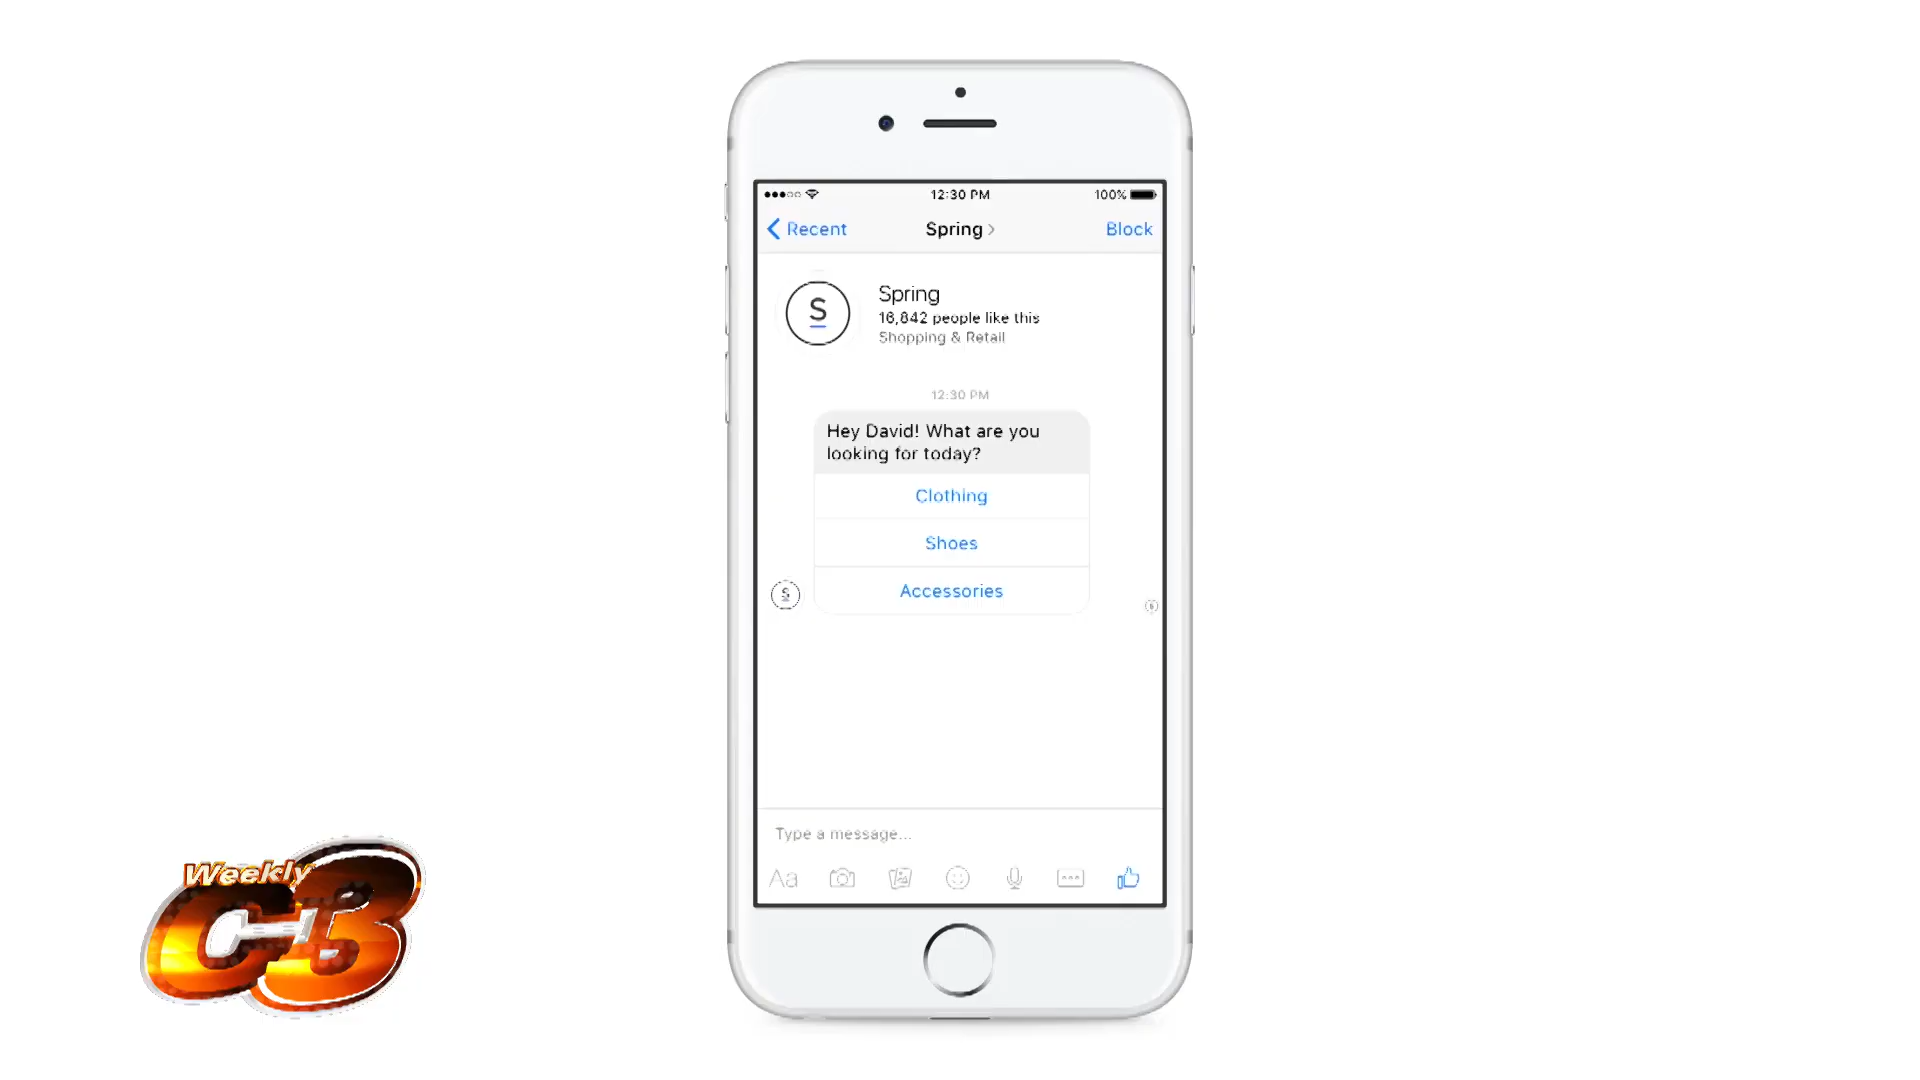 12:30 PM
100%
Recent
Spring
Block
S
Spring
16,842 people like this
Shopping & Retail
12:30 PM
Hey David! What are you
looking for today?
Clothing
Shoes
Accessories
S
S
Type a message...
Aa
Weekly
C-3